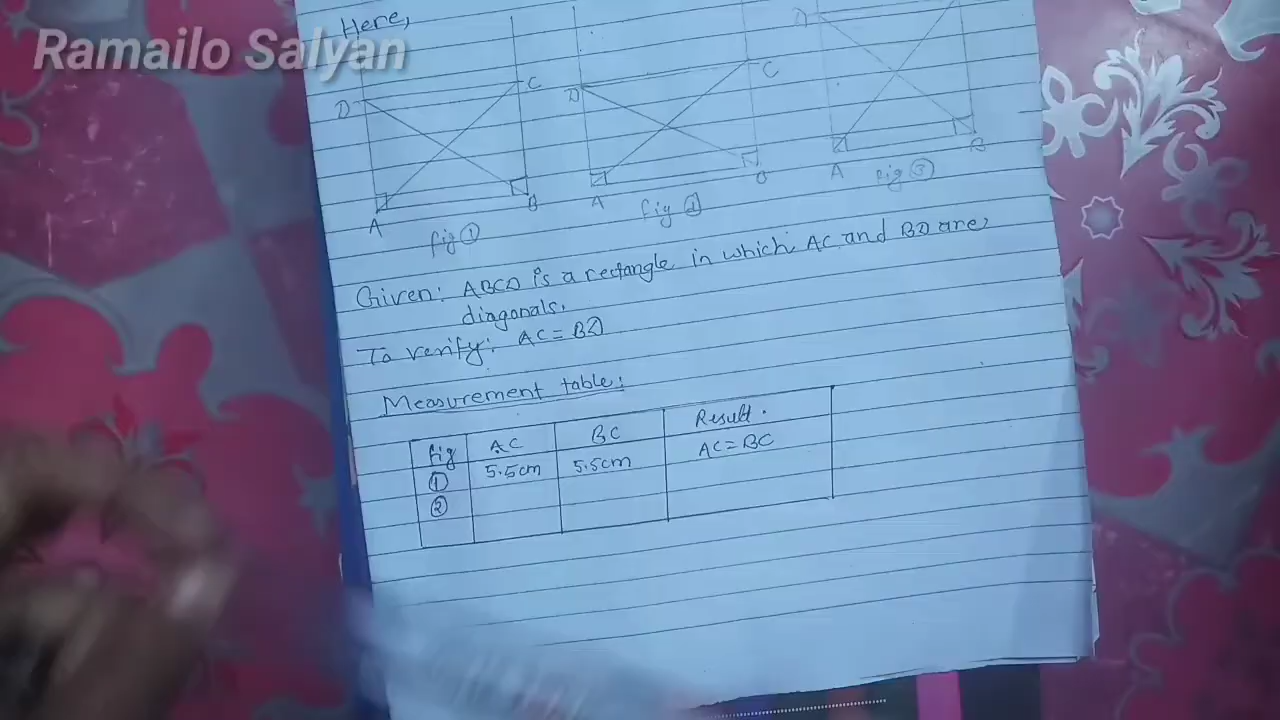 Here,
Ramailo Salyan
D C
D C
A B
fig ①
A B
fig ②
A B
fig ③
Given: ABCD is a rectangle in which AC and BD are
diagonals.
To verify: AC = BD
Measurement table:
fig AC BC Result.
① 5.5cm 5.5cm AC = BC
②